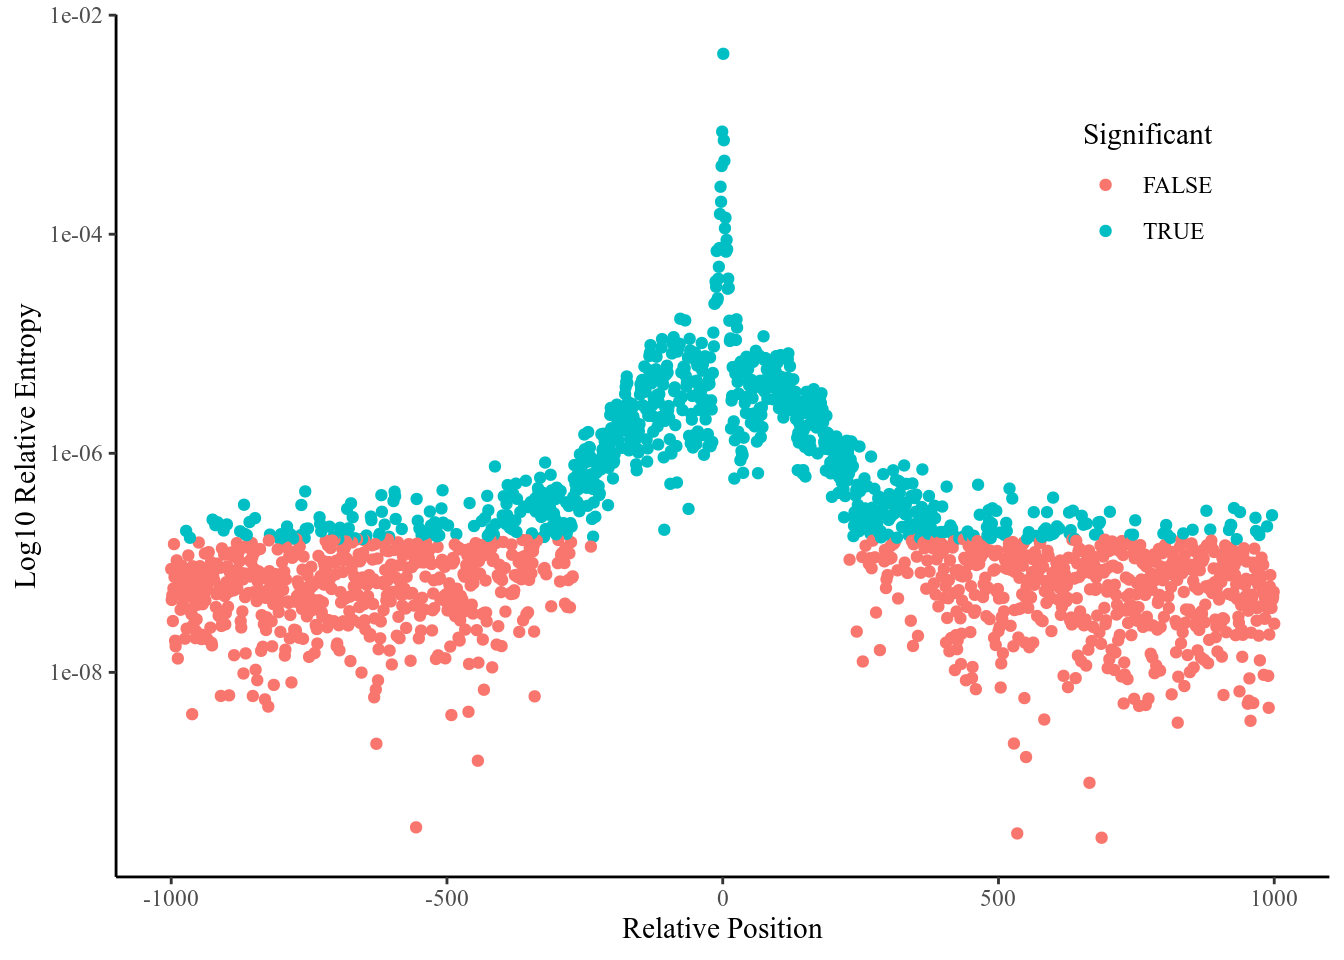 1e-02
1e-04
1e-06
1e-08
Log10 Relative Entropy
Significant
FALSE
TRUE
-1000
-500
0
500
1000
Relative Position